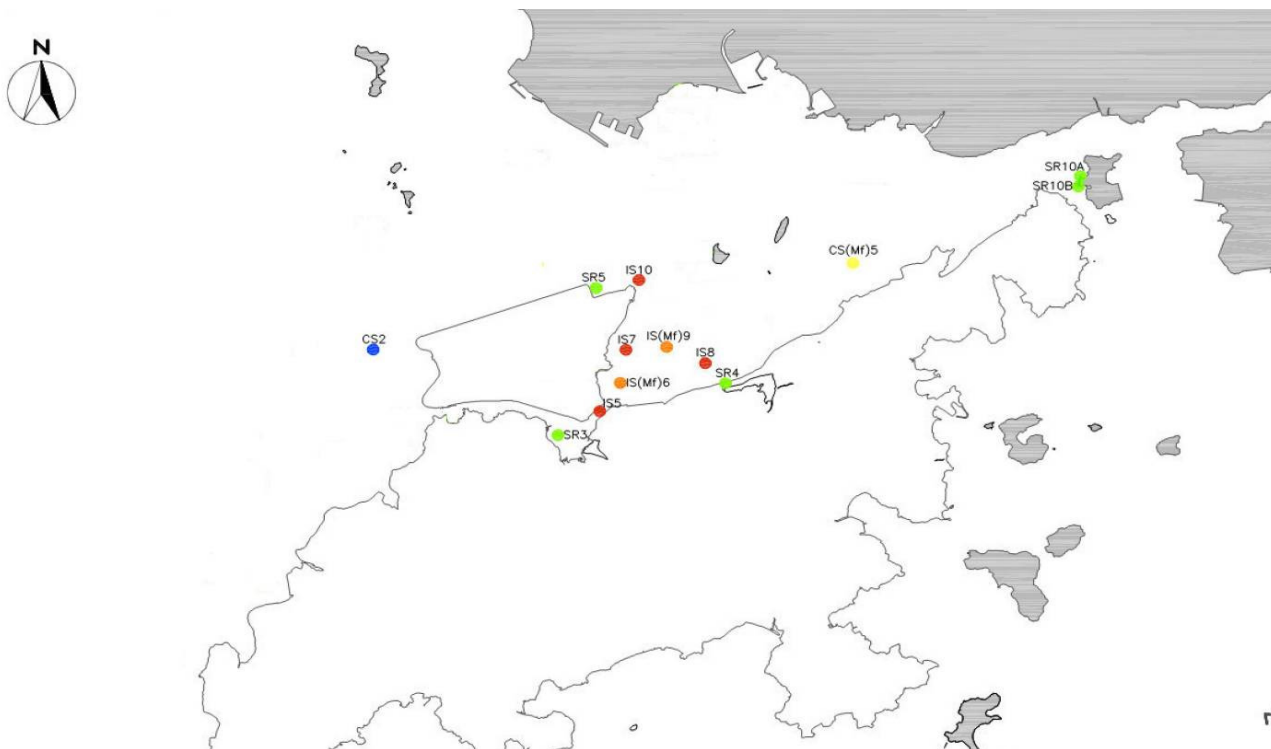 N
SR10A
SR10B
CS(Mf)5
IS10
SR5
CS2
IS7
IS(Mf)9
IS8
SR4
IS(Mf)6
IS5
SR3